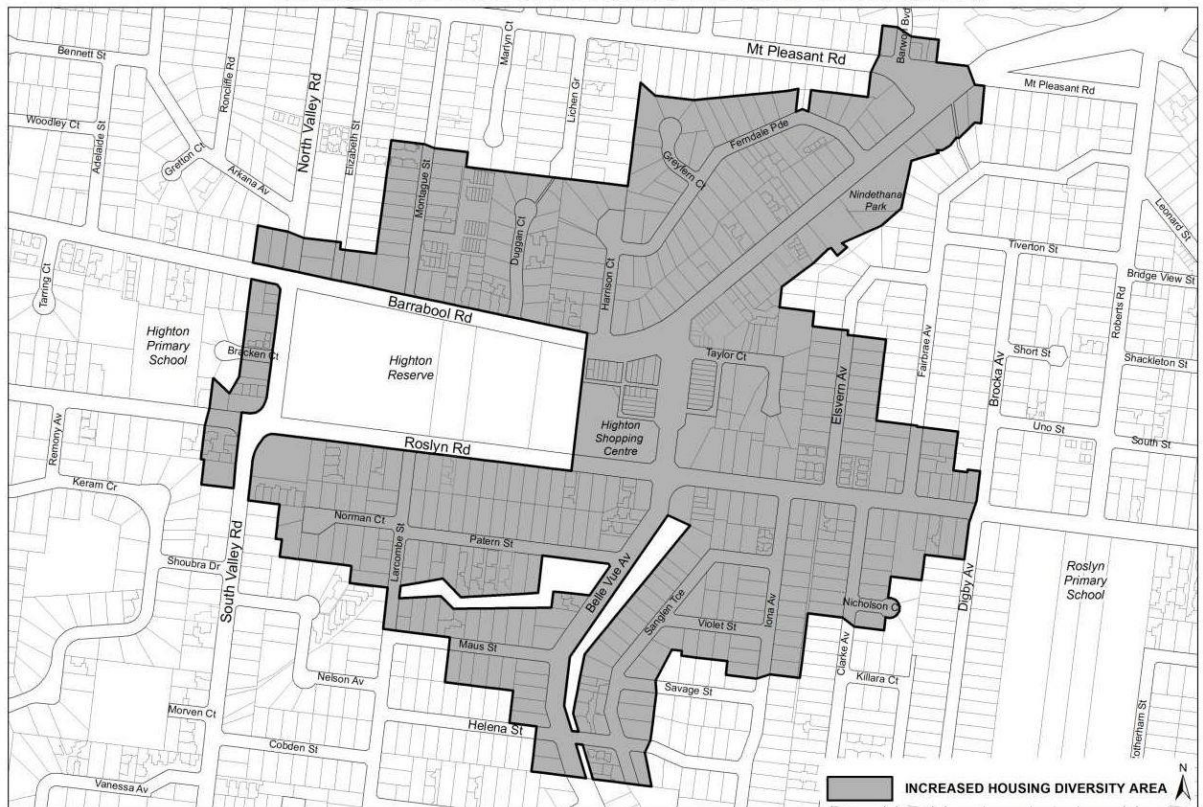 Bennett St
Roncliffe Rd
Marlyn Ct
Mt Pleasant Rd
Barwon Blvd
Mt Pleasant Rd
Woodley Ct
Adelaide St
North Valley Rd
Elizabeth St
Lichen Gr
Grefton Ct
Arkana Av
Montague St
Greyfern Ct
Ferndale Pde
Nindethana
Park
Leonard St
Duggan Ct
Harrison Ct
Tiverton St
Bridge View St
Tarring Ct
Barrabool Rd
Roberts Rd
Highton
Primary
School
Bracken Ct
Highton
Reserve
Taylor Ct
Elsvern Av
Fairbrae Av
Brocka Av
Short St
Shackleton St
Remony Av
Roslyn Rd
Highton
Shopping
Centre
Uno St
South St
Keram Cr
Norman Ct
Larcombe St
Patern St
South Valley Rd
Shoubra Dr
Belle Vue Av
Sanglen Tce
Iona Av
Nicholson C
Digby Av
Roslyn
Primary
School
Maus St
Violet St
Clarke Av
Nelson Av
Savage St
Killara Ct
Morven Ct
Helena St
Cobden St
Vanessa Av
INCREASED HOUSING DIVERSITY AREA
N